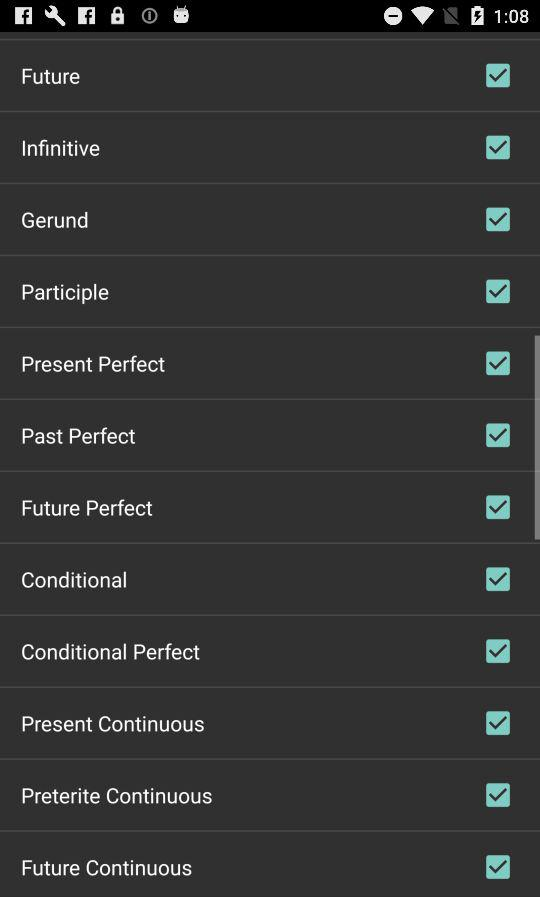 1:08
Future
Infinitive
Gerund
Participle
Present Perfect
Past Perfect
Future Perfect
Conditional
Conditional Perfect
Present Continuous
Preterite Continuous
Future Continuous